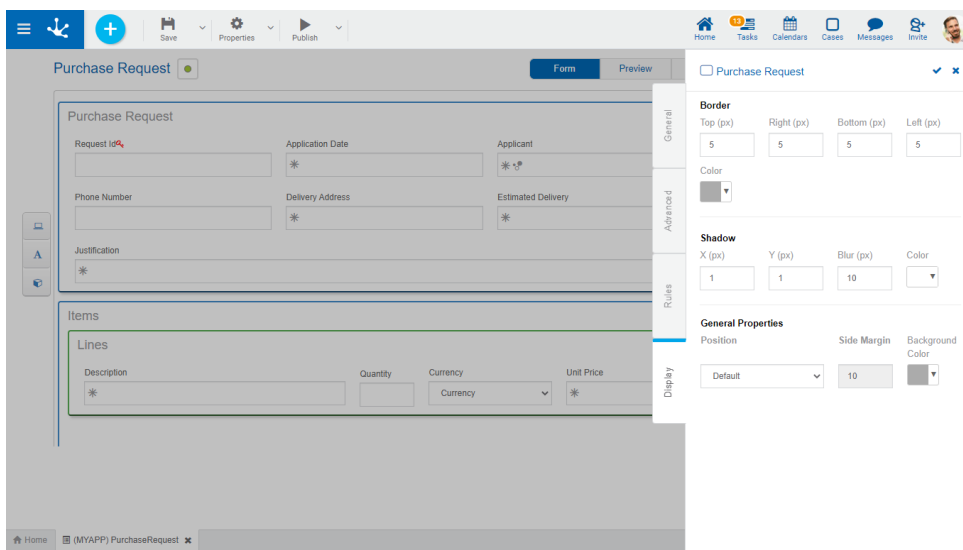 Save
Properties
Publish
Home
13
Tasks
Calendars
Cases
Messages
Invite
Purchase Request
Form
Preview
Purchase Request
Request Id
Application Date
Applicant
Phone Number
Delivery Address
Estimated Delivery
Justification
Items
Lines
Description
Quantity
Currency
Unit Price
Currency
A
General
Advanced
Rules
Display
Purchase Request
Border
Top (px) Right (px) Bottom (px) Left (px)
5 5 5 5
Color
Shadow
X (px) Y (px) Blur (px) Color
1 1 10
General Properties
Position Side Margin Background
Color
Default 10
Home (MYAPP) PurchaseRequest